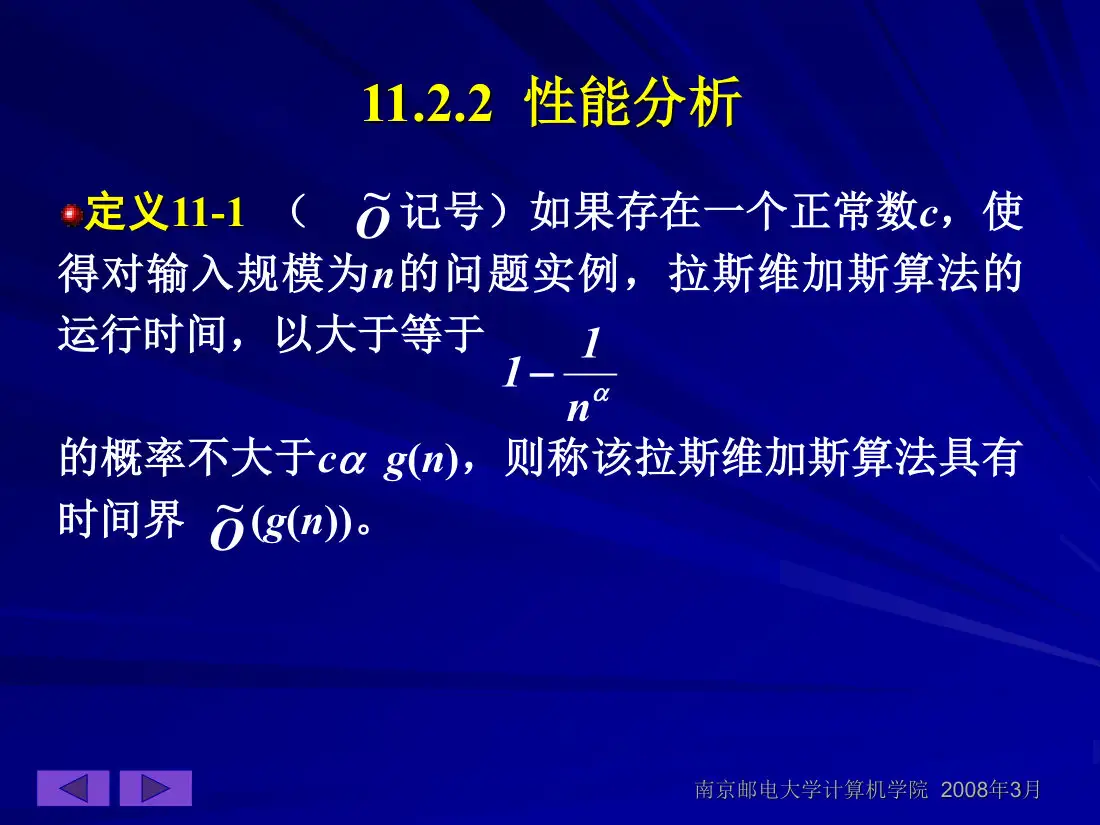 11.2.2 性能分析
定义11-1 （ Õ 记号）如果存在一个正常数c，使
得对输入规模为n的问题实例，拉斯维加斯算法的
运行时间，以大于等于 1 − 1/n^α
的概率不大于cα g(n)，则称该拉斯维加斯算法具有
时间界 Õ (g(n))。
南京邮电大学计算机学院 2008年3月